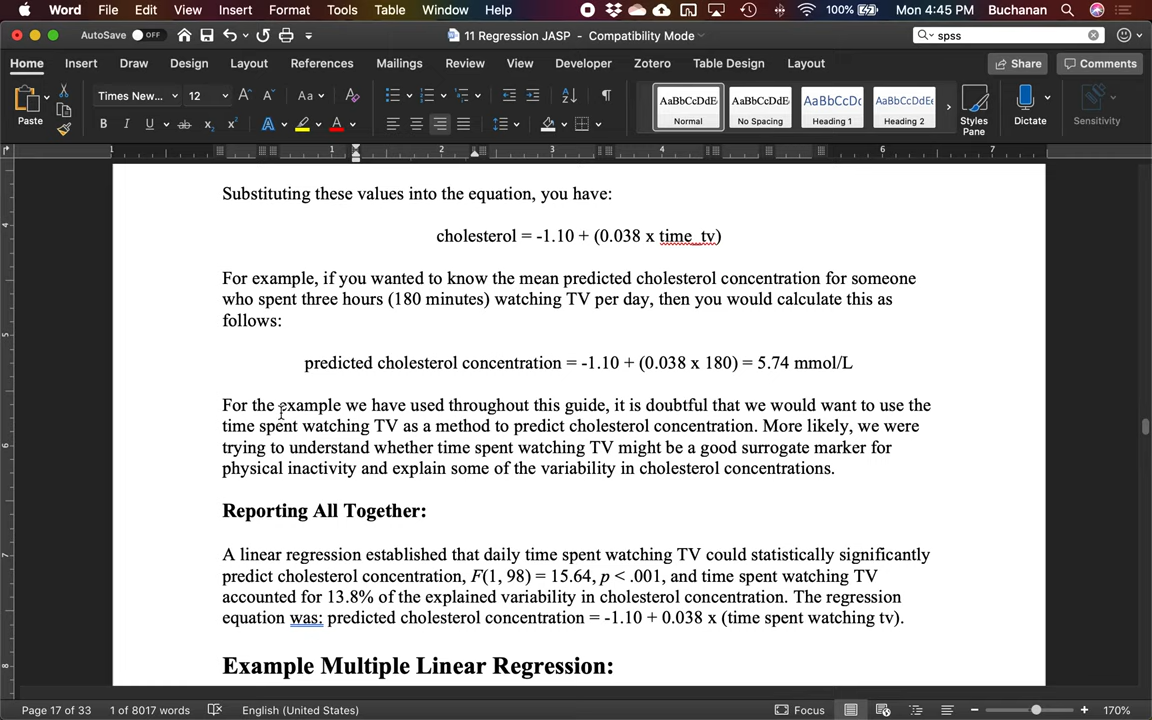 Word File Edit View Insert Format Tools Table Window Help 100% Mon 4:45 PM Buchanan
AutoSave OFF 11 Regression JASP - Compatibility Mode spss
Home Insert Draw Design Layout References Mailings Review View Developer Zotero Table Design Layout Share Comments
Times New... 12 Aa AaBbCcDdE AaBbCcDdE AaBbCcDc AaBbCcDdEe
Paste B I U ab x₂ x² A A Normal No Spacing Heading 1 Heading 2 Styles Pane Dictate Sensitivity
1 1 2 3 4 6 7
Substituting these values into the equation, you have:
cholesterol = -1.10 + (0.038 x time_tv)
For example, if you wanted to know the mean predicted cholesterol concentration for someone
who spent three hours (180 minutes) watching TV per day, then you would calculate this as
follows:
predicted cholesterol concentration = -1.10 + (0.038 x 180) = 5.74 mmol/L
For the example we have used throughout this guide, it is doubtful that we would want to use the
time spent watching TV as a method to predict cholesterol concentration. More likely, we were
trying to understand whether time spent watching TV might be a good surrogate marker for
physical inactivity and explain some of the variability in cholesterol concentrations.
Reporting All Together:
A linear regression established that daily time spent watching TV could statistically significantly
predict cholesterol concentration, F(1, 98) = 15.64, p < .001, and time spent watching TV
accounted for 13.8% of the explained variability in cholesterol concentration. The regression
equation was: predicted cholesterol concentration = -1.10 + 0.038 x (time spent watching tv).
Example Multiple Linear Regression:
Page 17 of 33 1 of 8017 words English (United States) Focus 170%